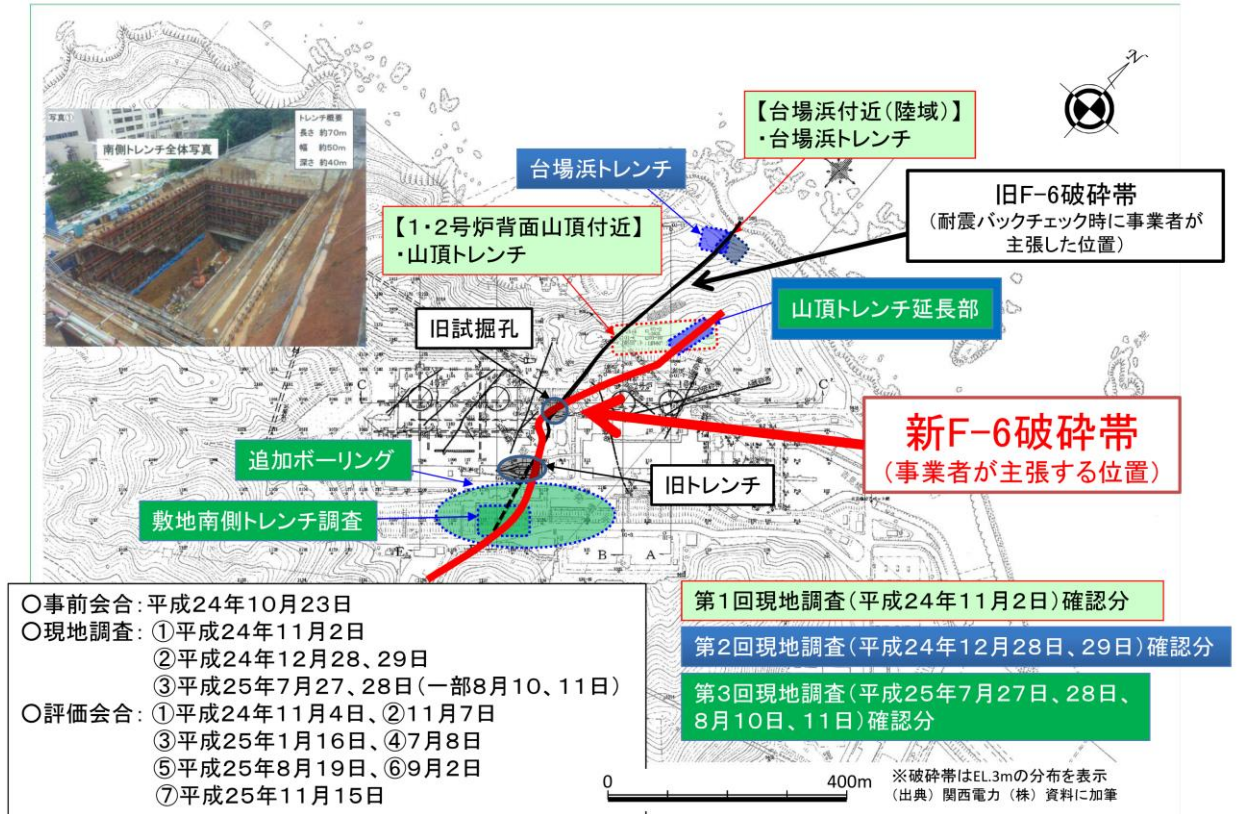 写真①
南側トレンチ全体写真
トレンチ概要
長さ 約70m
幅 約50m
深さ 約40m
【台場浜付近(陸域)】
・台場浜トレンチ
台場浜トレンチ
【1・2号炉背面山頂付近】
・山頂トレンチ
旧F-6破砕帯
(耐震バックチェック時に事業者が
主張した位置)
旧試掘孔
山頂トレンチ延長部
新F-6破砕帯
(事業者が主張する位置)
追加ボーリング
旧トレンチ
敷地南側トレンチ調査
C
C'
E
B
A
○事前会合:平成24年10月23日
○現地調査:①平成24年11月2日
②平成24年12月28、29日
③平成25年7月27、28日(一部8月10、11日)
○評価会合:①平成24年11月4日、②11月7日
③平成25年1月16日、④7月8日
⑤平成25年8月19日、⑥9月2日
⑦平成25年11月15日
第1回現地調査(平成24年11月2日)確認分
第2回現地調査(平成24年12月28日、29日)確認分
第3回現地調査(平成25年7月27日、28日、
8月10日、11日)確認分
0 400m
※破砕帯はEL.3mの分布を表示
(出典)関西電力(株)資料に加筆